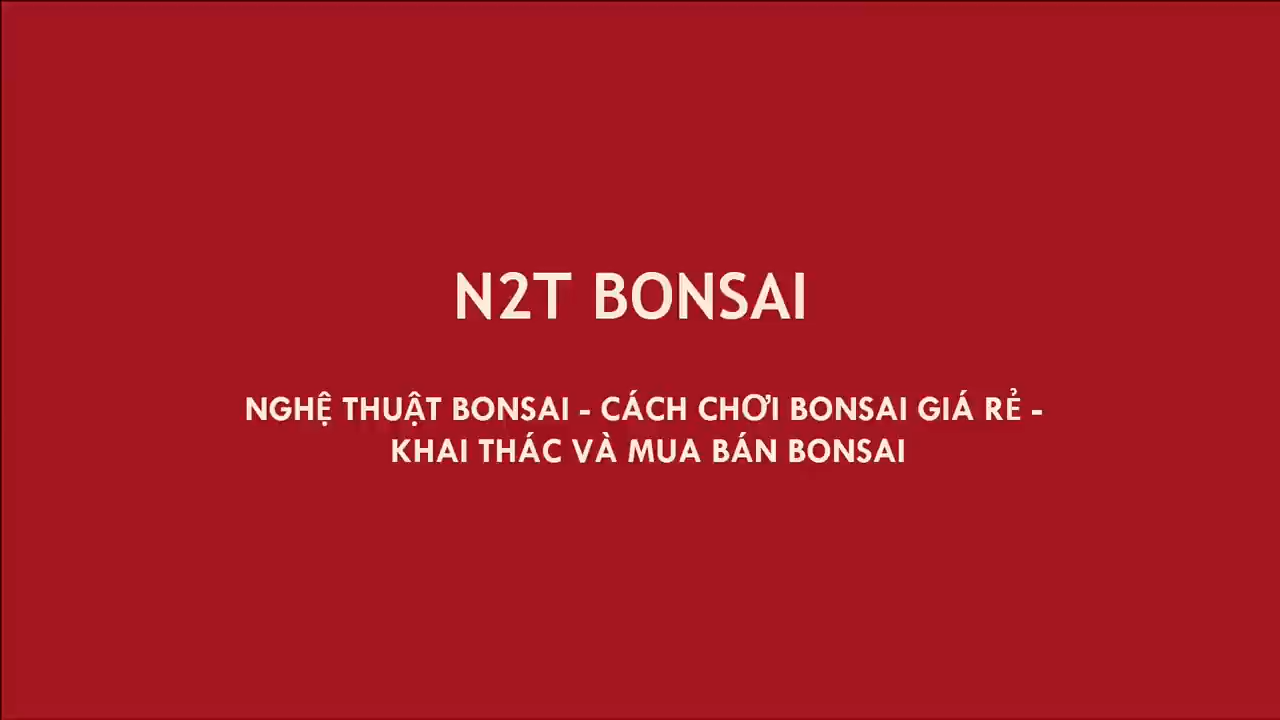 N2T BONSAI
NGHỆ THUẬT BONSAI - CÁCH CHƠI BONSAI GIÁ RẺ -
KHAI THÁC VÀ MUA BÁN BONSAI